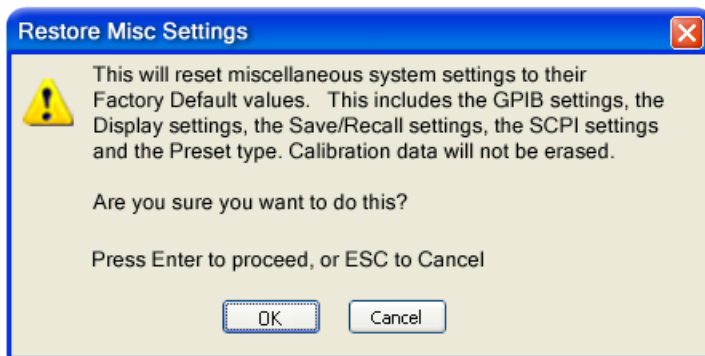 Restore Misc Settings
This will reset miscellaneous system settings to their
Factory Default values.   This includes the GPIB settings, the
Display settings, the Save/Recall settings, the SCPI settings
and the Preset type. Calibration data will not be erased.
Are you sure you want to do this?
Press Enter to proceed, or ESC to Cancel
OK
Cancel